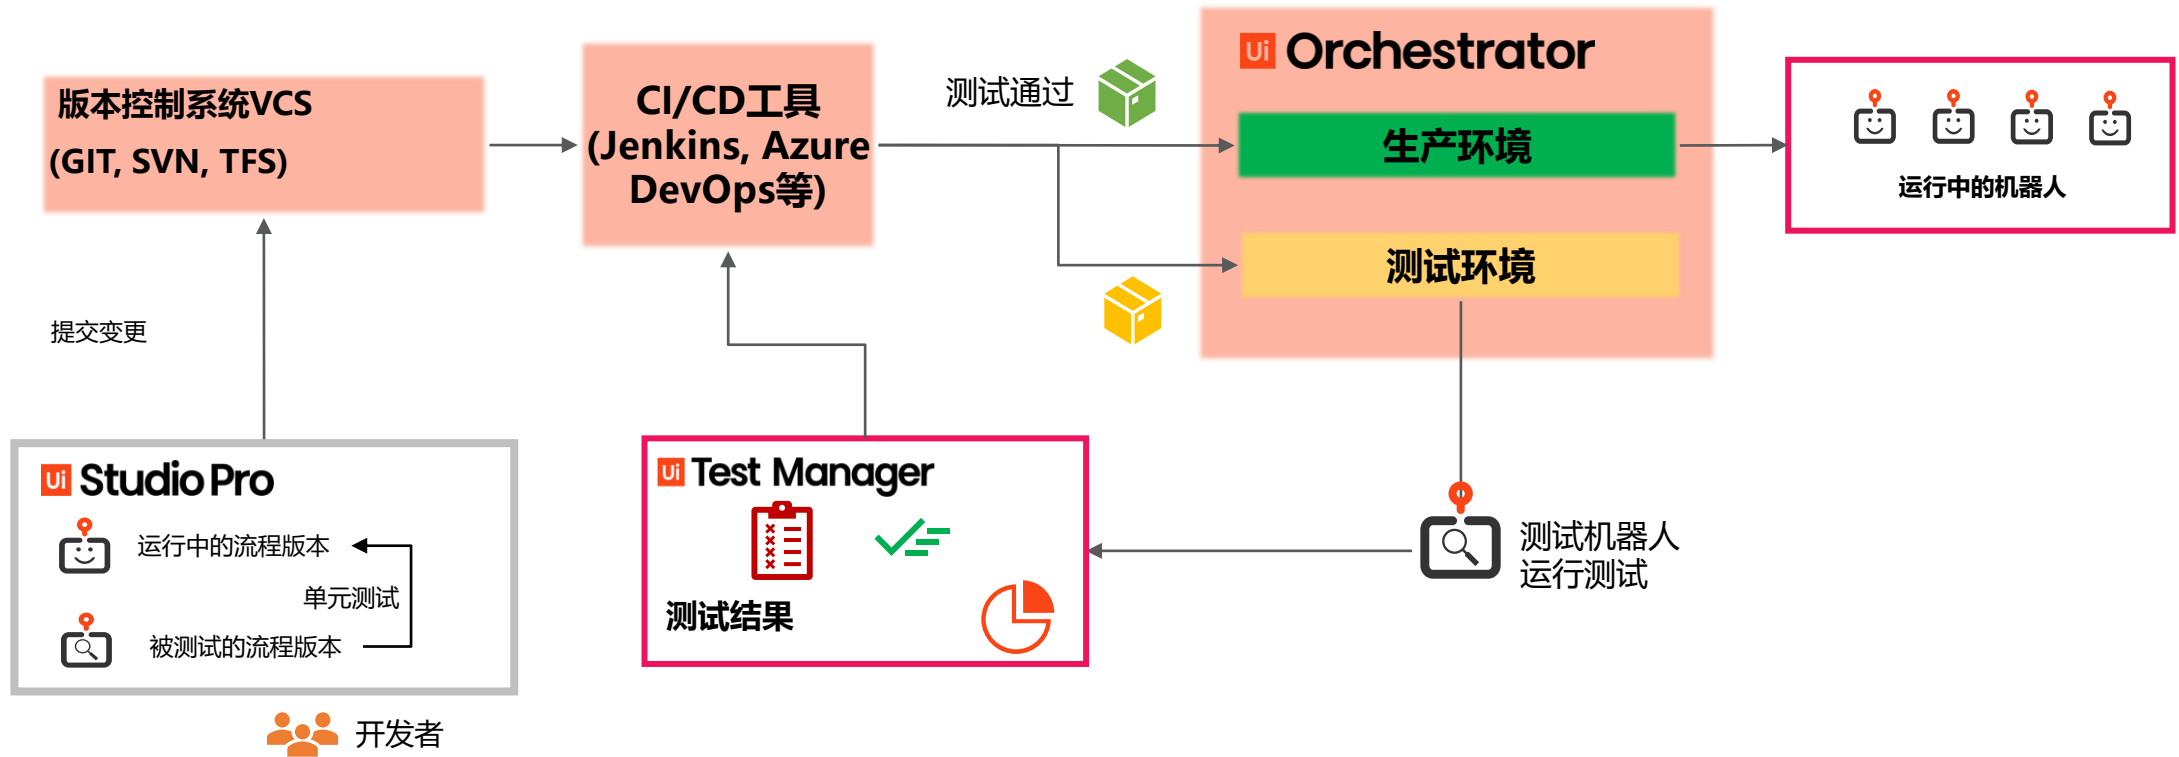 版本控制系统VCS
(GIT, SVN, TFS)
CI/CD工具
(Jenkins, Azure
DevOps等)
测试通过
Ui Orchestrator
生产环境
测试环境
运行中的机器人
提交变更
Ui Studio Pro
运行中的流程版本
单元测试
被测试的流程版本
开发者
Ui Test Manager
测试结果
测试机器人
运行测试